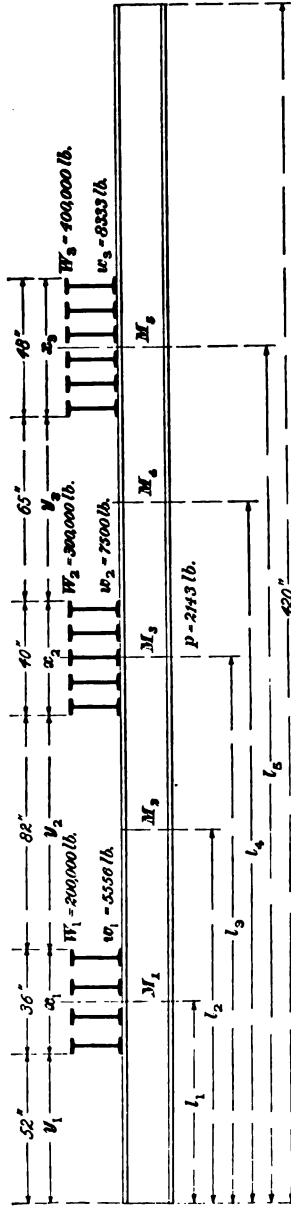 52" 36" 82" 40" 65" 48"
y₁ x₁ y₂ x₂ y₃ x₃
W₁ = 200,000 lb. W₂ = 300,000 lb. W₃ = 400,000 lb.
w₁ = 5556 lb. w₂ = 7500 lb. w₃ = 8333 lb.
M₁ M₂ M₃ M₄ M₅
p = 2143 lb.
l₁
l₂
l₃
l₄
l₅
420"